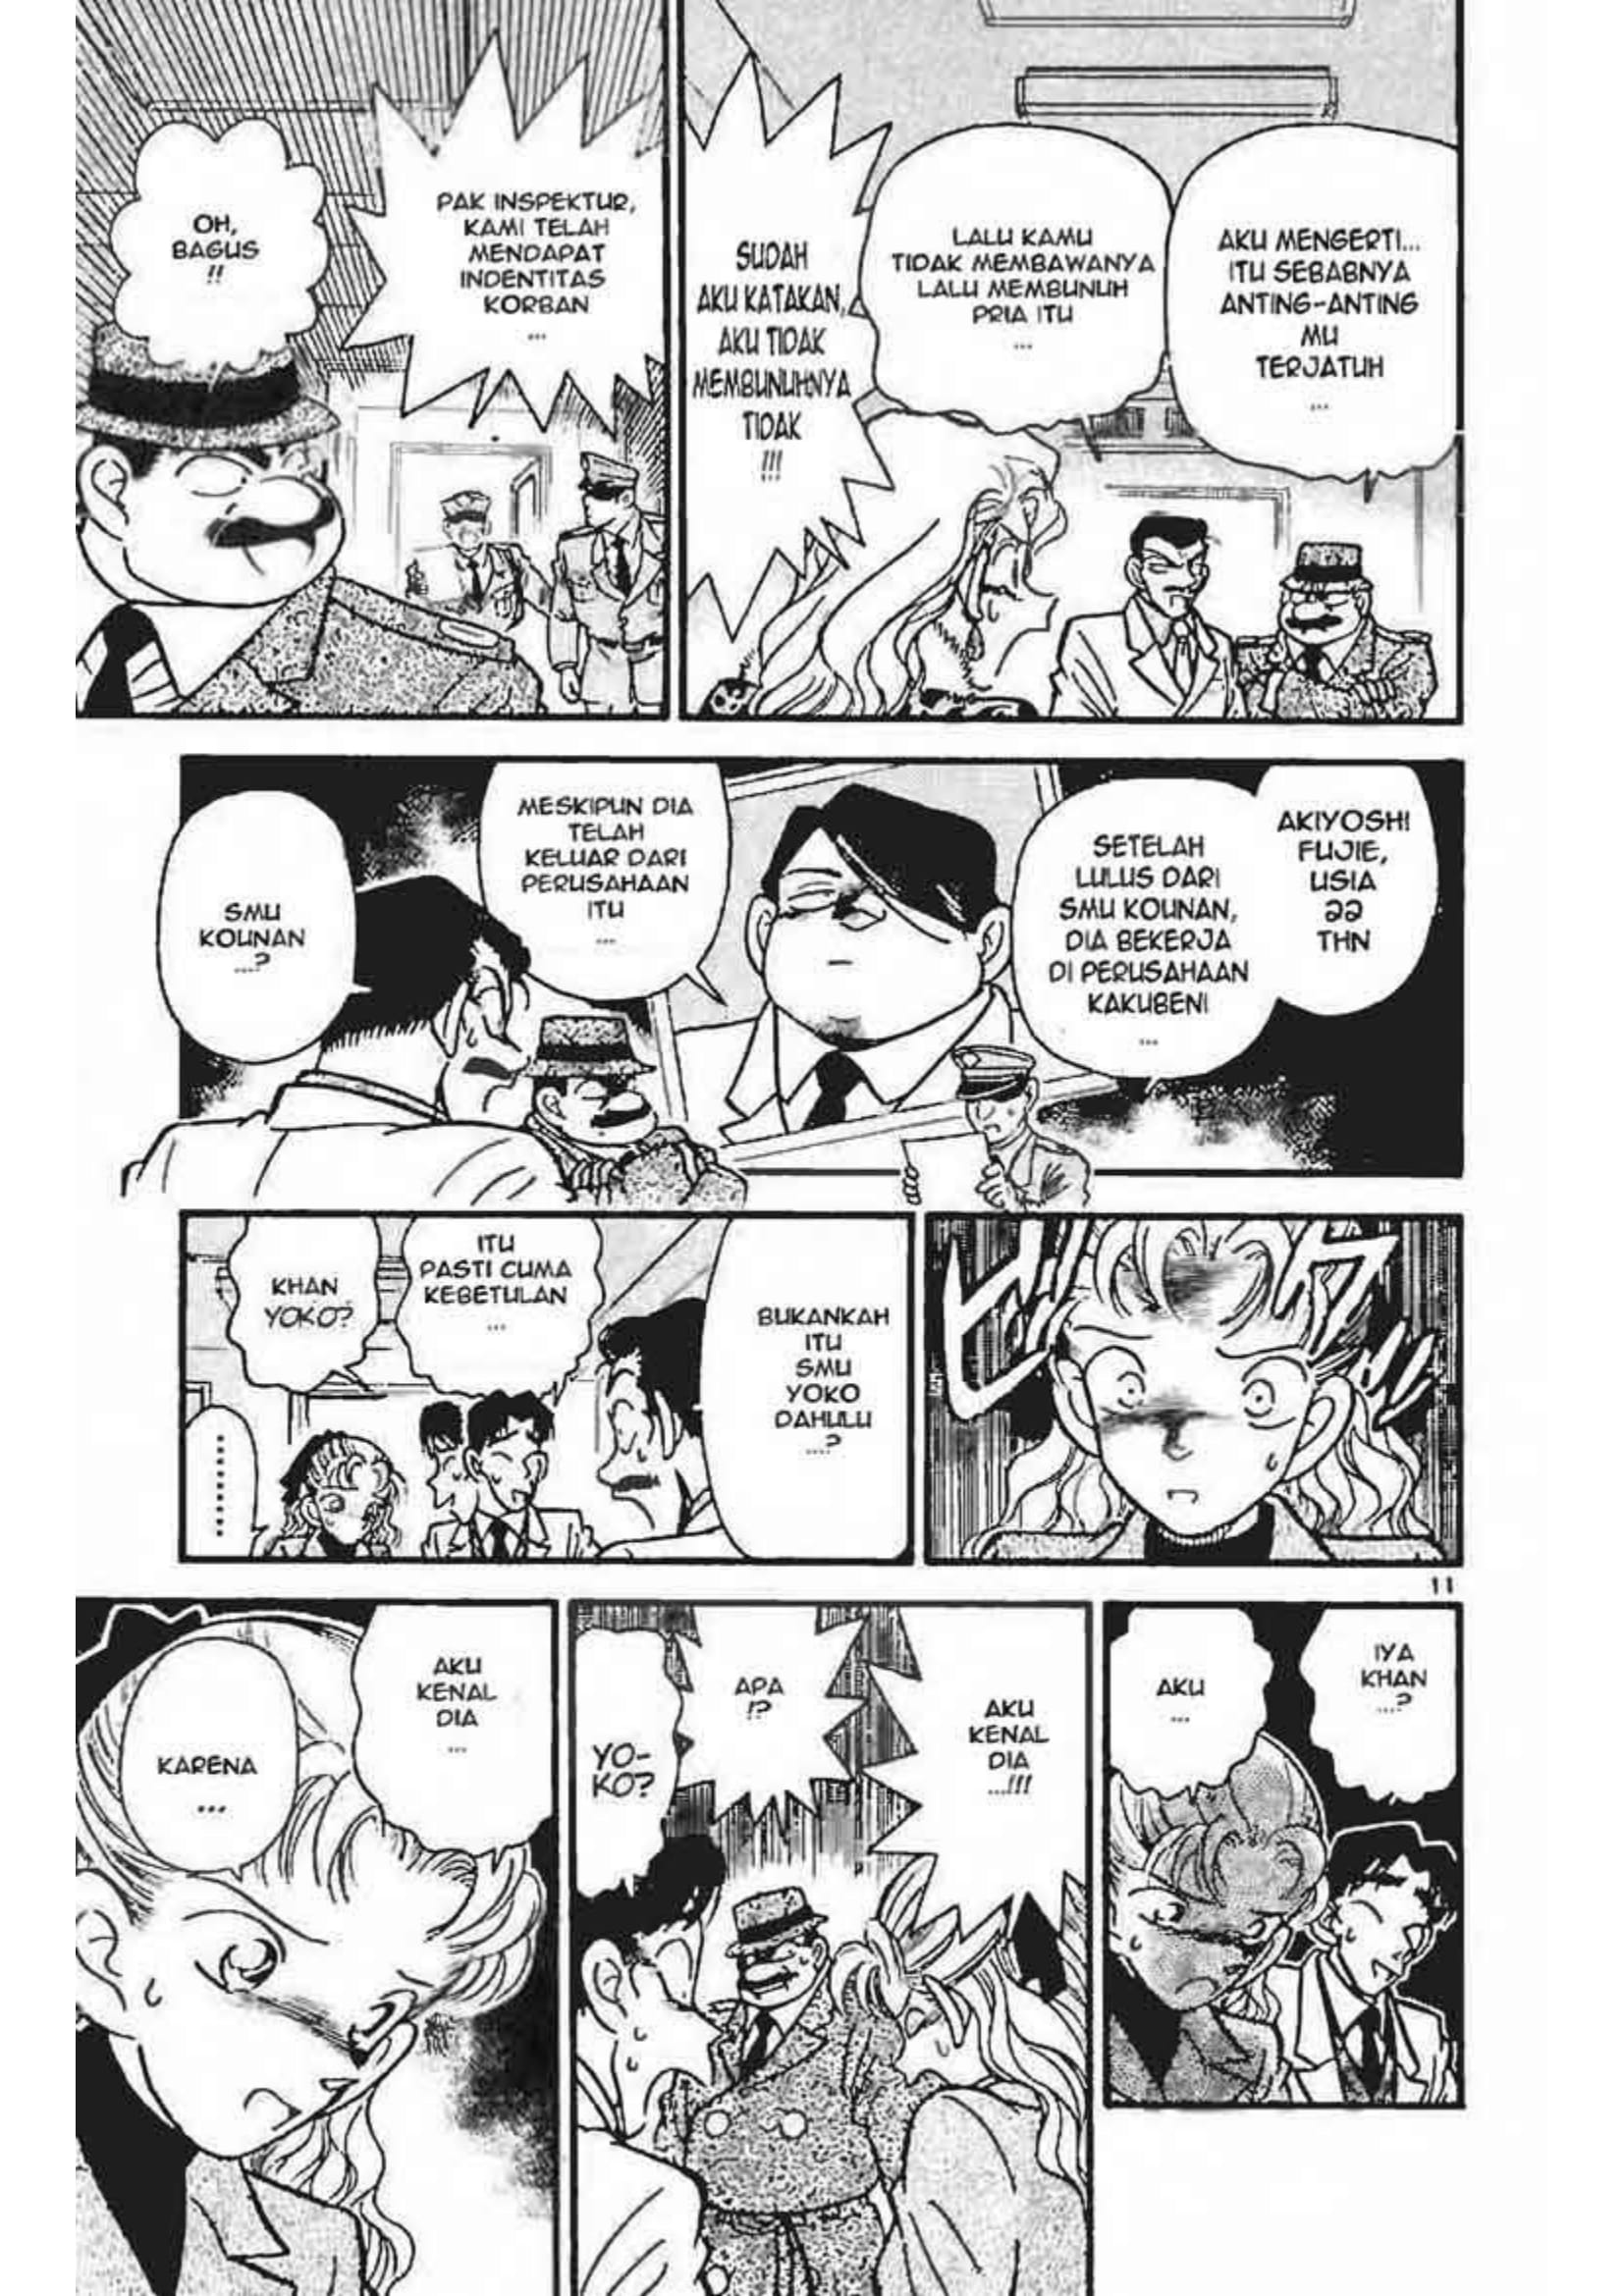 AKU MENGERTI...
ITU SEBABNYA
ANTING-ANTING
MU
TERJATUH
...
LALU KAMU
TIDAK MEMBAWANYA
LALU MEMBUNUH
PRIA ITU
...
SUDAH
AKU KATAKAN,
AKU TIDAK
MEMBUNUHNYA
TIDAK
!!!
PAK INSPEKTUR,
KAMI TELAH
MENDAPAT
INDENTITAS
KORBAN
...
OH,
BAGUS
!!
AKIYOSHI
FUJIE,
USIA
22
THN
SETELAH
LULUS DARI
SMU KOUNAN,
DIA BEKERJA
DI PERUSAHAAN
KAKUBENI
...
MESKIPUN DIA
TELAH
KELUAR DARI
PERUSAHAAN
ITU
...
SMU
KOUNAN
...?
BUKANKAH
ITU
SMU
YOKO
DAHULU
...?
ITU
PASTI CUMA
KEBETULAN
...
KHAN
YOKO?
........
11
IYA
KHAN
...?
AKU
...
AKU
KENAL
DIA
...!!!
APA
!?
YO-
KO?
AKU
KENAL
DIA
...
KARENA
...